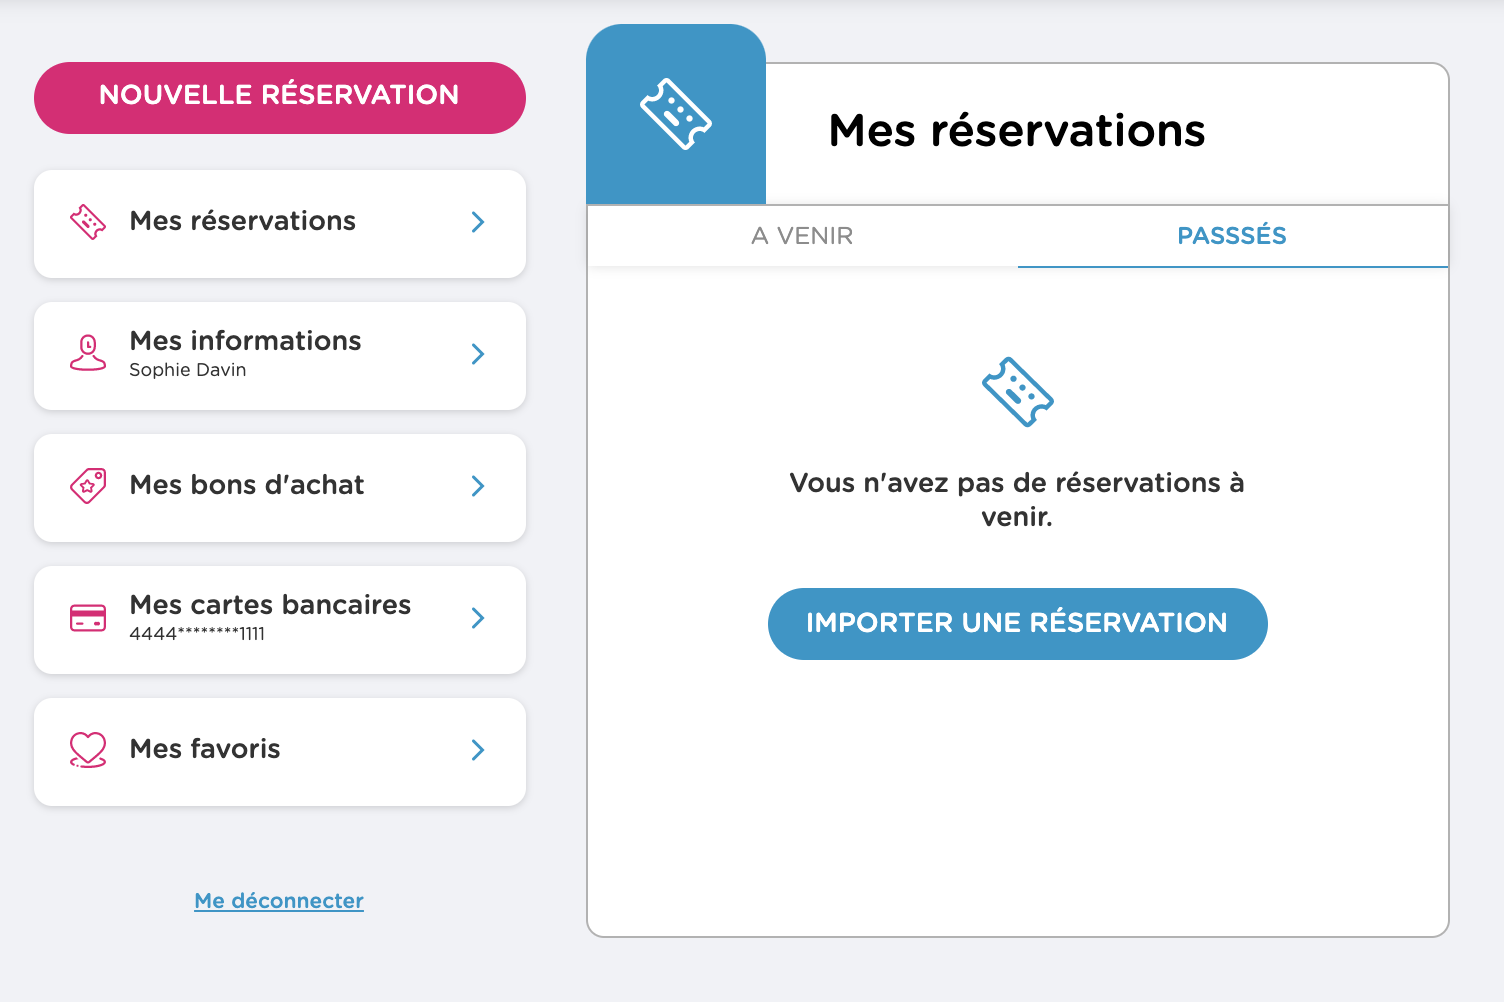 NOUVELLE RÉSERVATION
Mes réservations
Mes informations
Sophie Davin
Mes bons d'achat
Mes cartes bancaires
4444********1111
Mes favoris
Me déconnecter
Mes réservations
A VENIR
PASSSÉS
Vous n'avez pas de réservations à
venir.
IMPORTER UNE RÉSERVATION